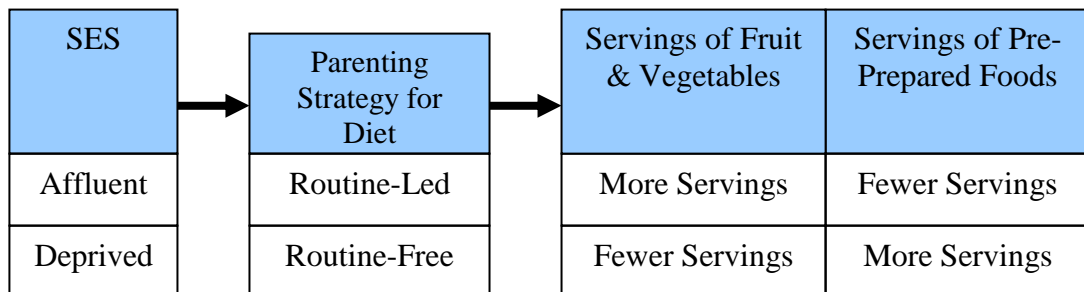 SES
Parenting
Strategy for
Diet
Servings of Fruit
& Vegetables
Servings of Pre-
Prepared Foods
Affluent
Routine-Led
More Servings
Fewer Servings
Deprived
Routine-Free
Fewer Servings
More Servings